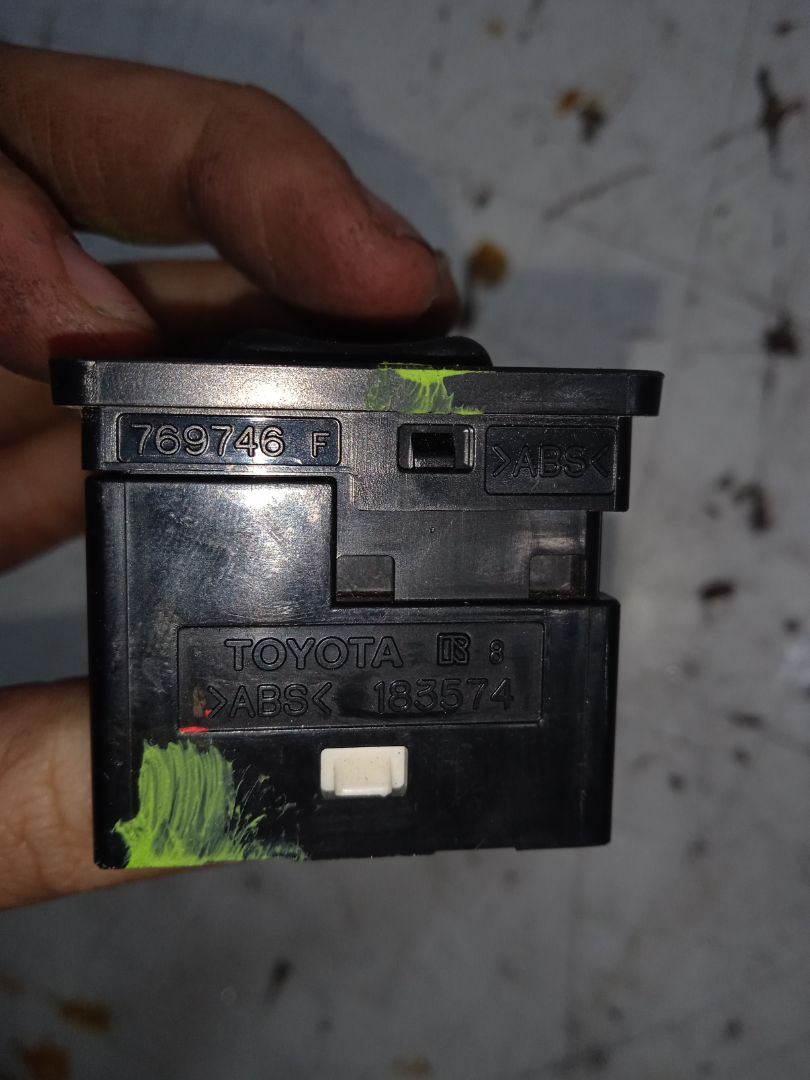 769746 F
>ABS<
TOYOTA 8
>ABS< 183574